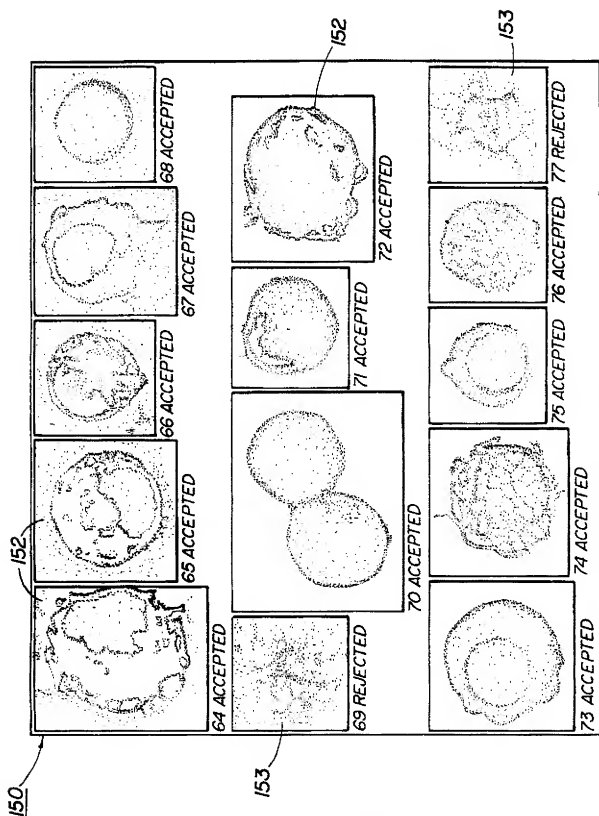 150
152
64 ACCEPTED
65 ACCEPTED
66 ACCEPTED
67 ACCEPTED
68 ACCEPTED
153
69 REJECTED
70 ACCEPTED
71 ACCEPTED
72 ACCEPTED
152
73 ACCEPTED
74 ACCEPTED
75 ACCEPTED
76 ACCEPTED
77 REJECTED
153